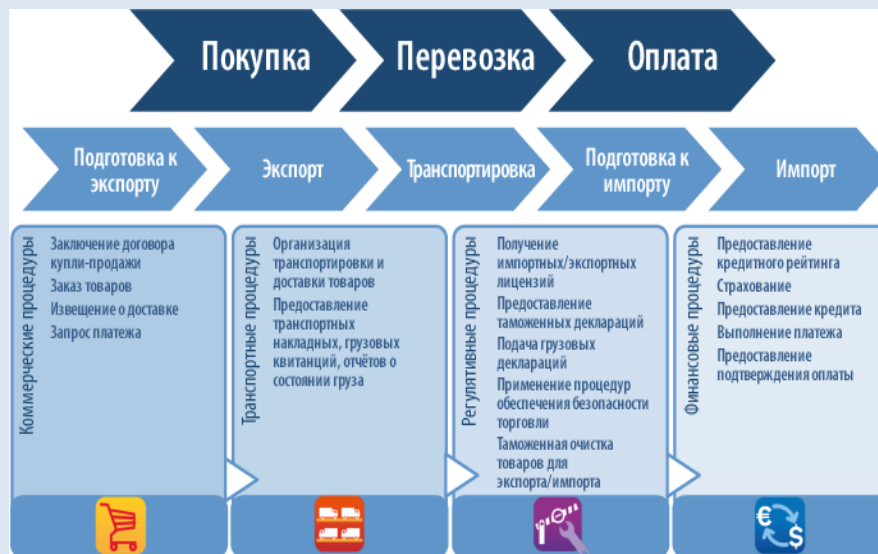 Покупка
Перевозка
Оплата
Подготовка к
экспорту
Экспорт
Транспортировка
Подготовка к
импорту
Импорт
Коммерческие процедуры
Заключение договора
купли-продажи
Заказ товаров
Извещение о доставке
Запрос платежа
Транспортные процедуры
Организация
транспортировки и
доставки товаров
Предоставление
транспортных
накладных, грузовых
квитанций, отчётов о
состоянии груза
Регулятивные процедуры
Получение
импортных/экспортных
лицензий
Предоставление
таможенных деклараций
Подача грузовых
деклараций
Применение процедур
обеспечения безопасности
торговли
Таможенная очистка
товаров для
экспорта/импорта
Финансовые процедуры
Предоставление
кредитного рейтинга
Страхование
Предоставление кредита
Выполнение платежа
Предоставление
подтверждения оплаты
€
$